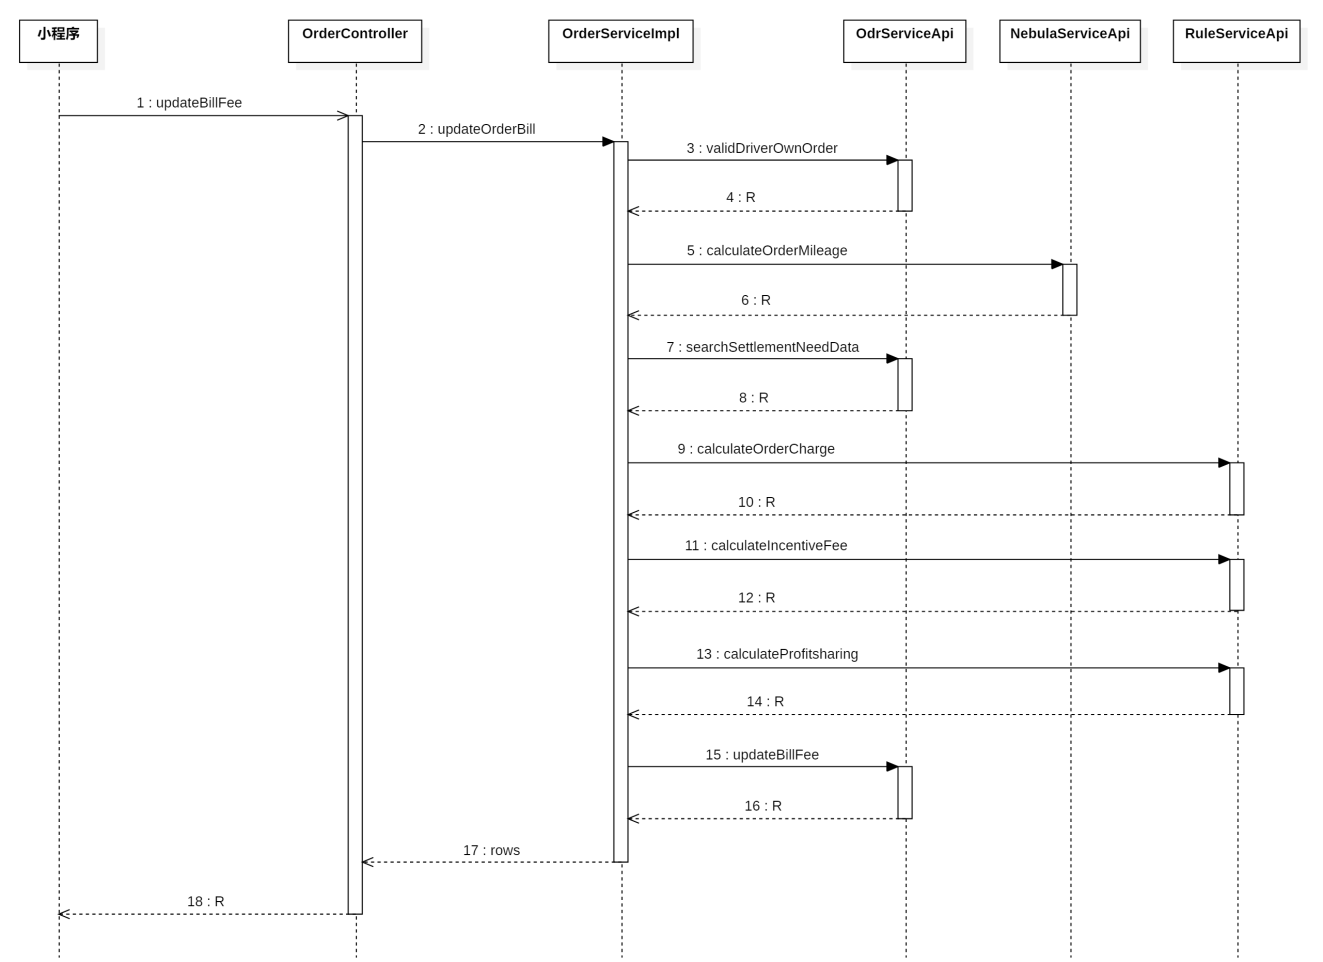 小程序
OrderController
OrderServiceImpl
OdrServiceApi
NebulaServiceApi
RuleServiceApi
1 : updateBillFee
2 : updateOrderBill
3 : validDriverOwnOrder
4 : R
5 : calculateOrderMileage
6 : R
7 : searchSettlementNeedData
8 : R
9 : calculateOrderCharge
10 : R
11 : calculateIncentiveFee
12 : R
13 : calculateProfitsharing
14 : R
15 : updateBillFee
16 : R
17 : rows
18 : R